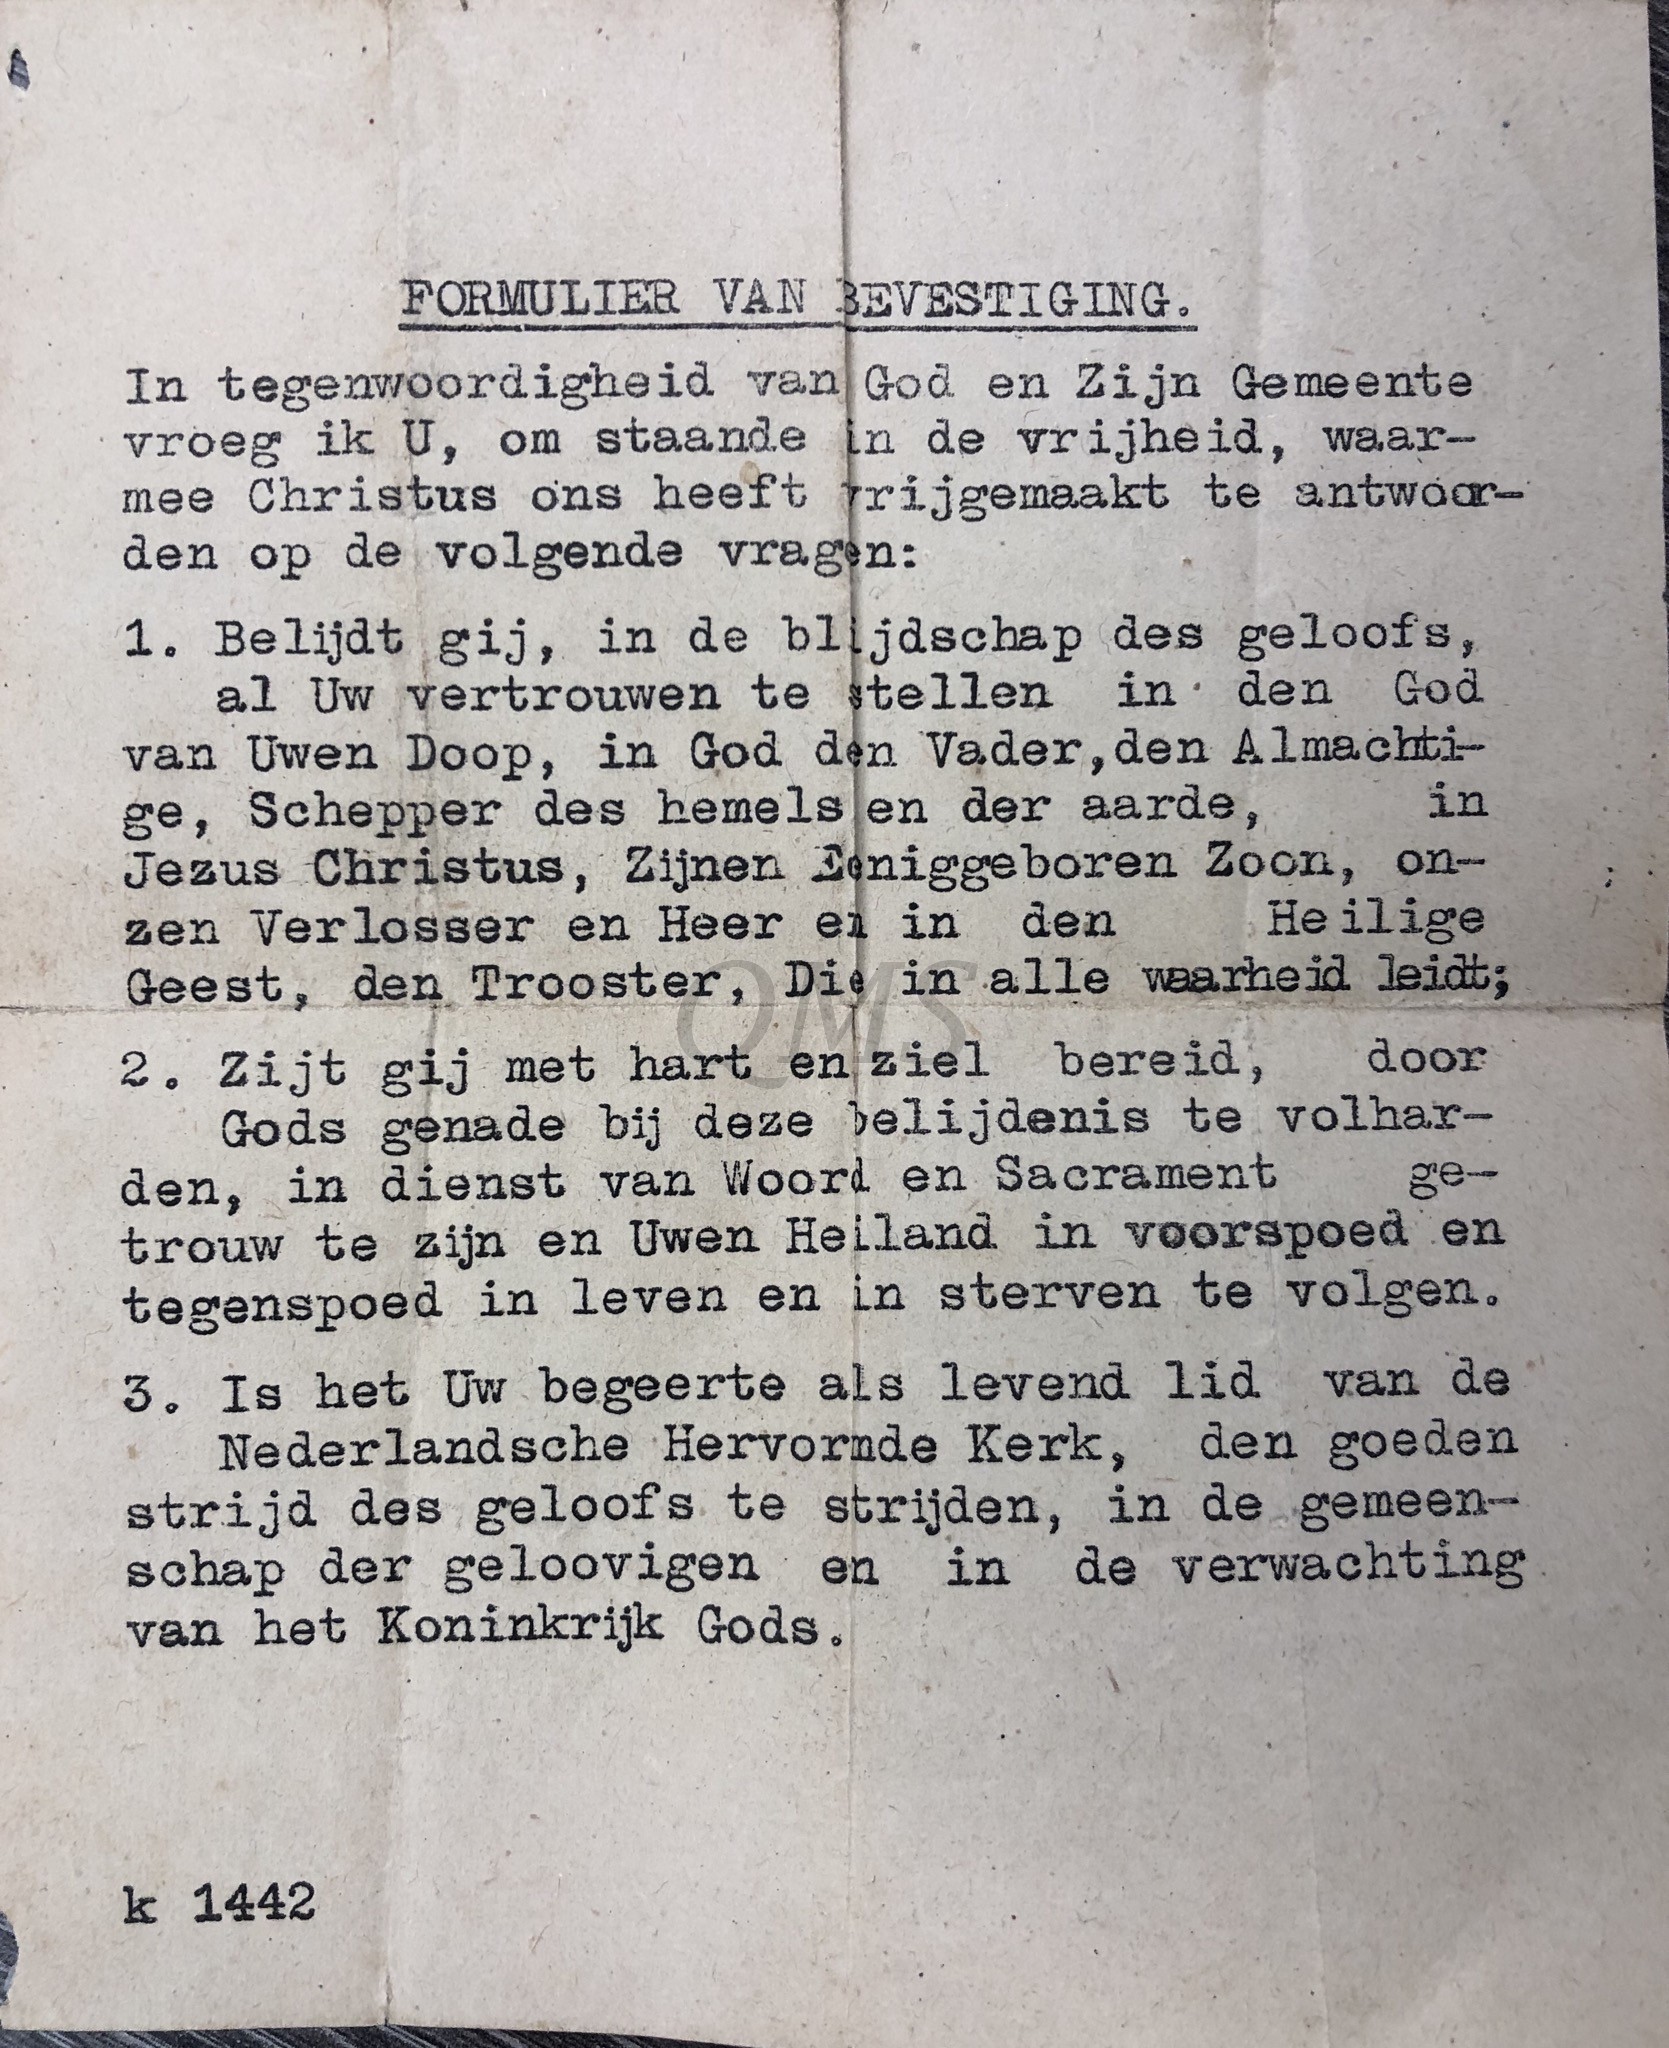 FORMULIER VAN BEVESTIGING.
In tegenwoordigheid van God en Zijn Gemeente
vroeg ik U, om staande in de vrijheid, waar-
mee Christus ons heeft vrijgemaakt te antwoor-
den op de volgende vragen:
1. Belijdt gij, in de blijdschap des geloofs,
al Uw vertrouwen te stellen in den God
van Uwen Doop, in God den Vader, den Almachti-
ge, Schepper des hemels en der aarde, in
Jezus Christus, Zijnen Eeniggeboren Zoon, on-
zen Verlosser en Heer en in den Heilige
Geest, den Trooster, Die in alle waarheid leidt;
QMS
2. Zijt gij met hart en ziel bereid, door
Gods genade bij deze belijdenis te volhar-
den, in dienst van Woord en Sacrament ge-
trouw te zijn en Uwen Heiland in voorspoed en
tegenspoed in leven en in sterven te volgen.
3. Is het Uw begeerte als levend lid van de
Nederlandsche Hervormde Kerk, den goeden
strijd des geloofs te strijden, in de gemeen-
schap der geloovigen en in de verwachting
van het Koninkrijk Gods.
k 1442